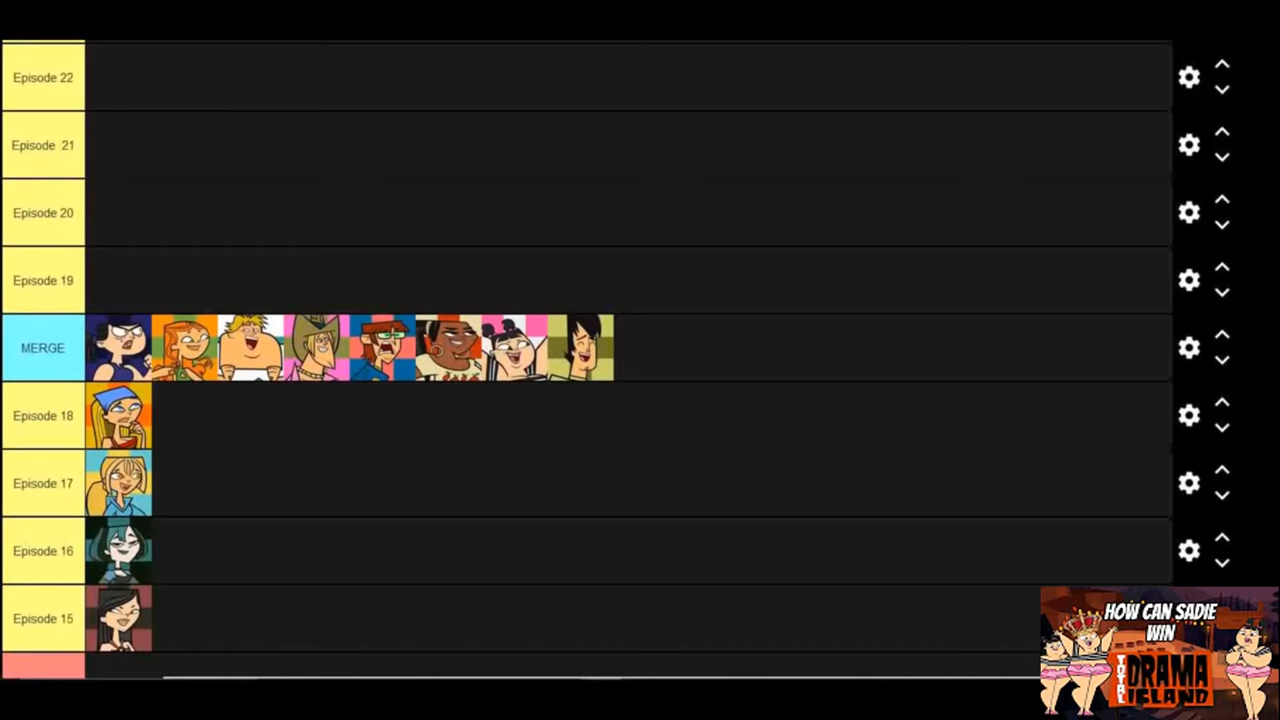 Episode 22
Episode 21
Episode 20
Episode 19
MERGE
Episode 18
Episode 17
Episode 16
Episode 15
HOW CAN SADIE
WIN
TOTAL
DRAMA
ISLAND